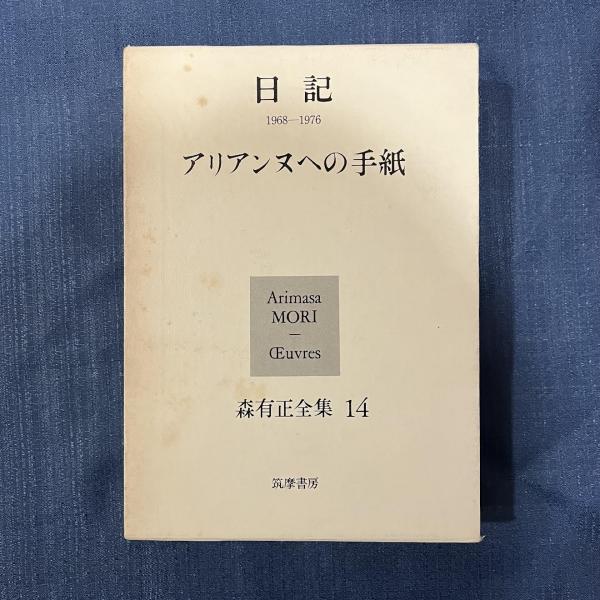 日記
1968—1976
アリアンヌへの手紙
Arimasa
MORI
—
Œuvres
森有正全集 14
筑摩書房